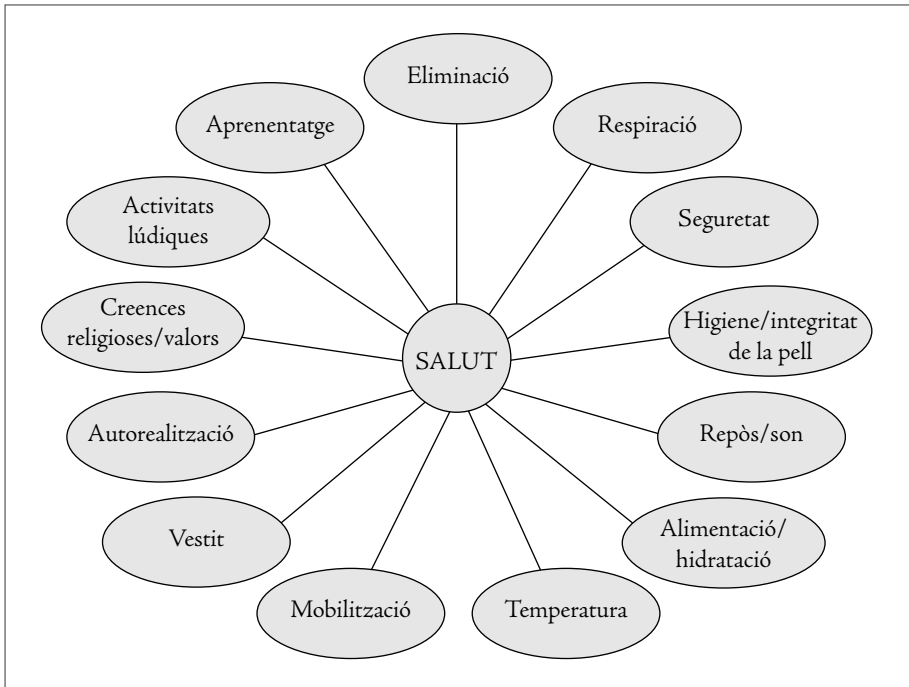 Eliminació
Respiració
Aprenentatge
Seguretat
Activitats
lúdiques
Higiene/integritat
de la pell
Creences
religioses/valors
SALUT
Repòs/son
Autorealització
Alimentació/
hidratació
Vestit
Temperatura
Mobilització